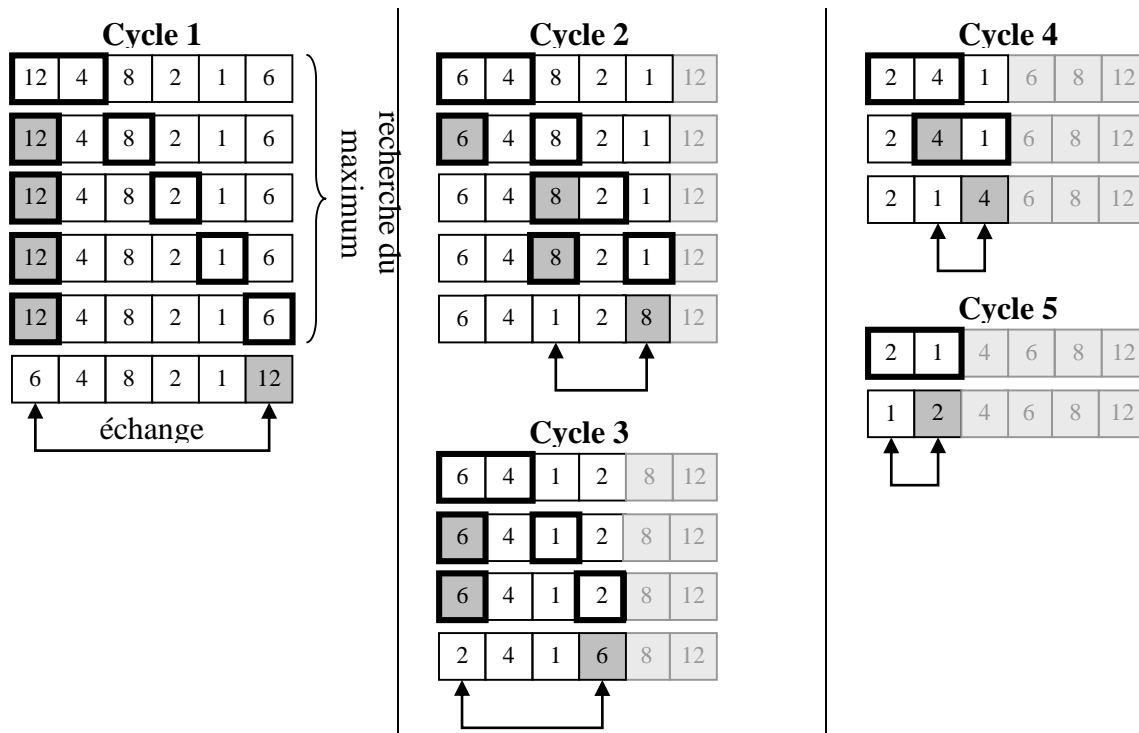 Cycle 1
12 4 8 2 1 6
12 4 8 2 1 6
12 4 8 2 1 6
12 4 8 2 1 6
12 4 8 2 1 6
6 4 8 2 1 12
échange
recherche du
maximum
Cycle 2
6 4 8 2 1 12
6 4 8 2 1 12
6 4 8 2 1 12
6 4 8 2 1 12
6 4 1 2 8 12
Cycle 3
6 4 1 2 8 12
6 4 1 2 8 12
6 4 1 2 8 12
2 4 1 6 8 12
Cycle 4
2 4 1 6 8 12
2 4 1 6 8 12
2 1 4 6 8 12
Cycle 5
2 1 4 6 8 12
1 2 4 6 8 12